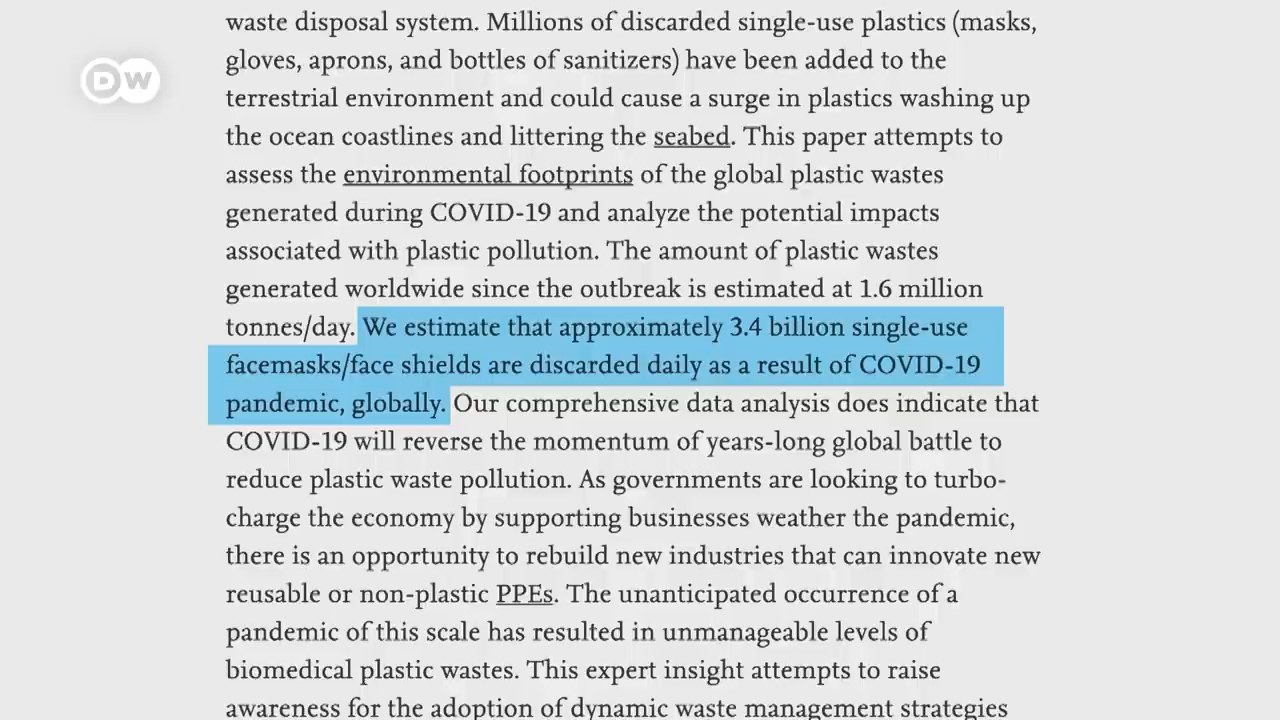 DW
waste disposal system. Millions of discarded single-use plastics (masks,
gloves, aprons, and bottles of sanitizers) have been added to the
terrestrial environment and could cause a surge in plastics washing up
the ocean coastlines and littering the seabed. This paper attempts to
assess the environmental footprints of the global plastic wastes
generated during COVID-19 and analyze the potential impacts
associated with plastic pollution. The amount of plastic wastes
generated worldwide since the outbreak is estimated at 1.6 million
tonnes/day. We estimate that approximately 3.4 billion single-use
facemasks/face shields are discarded daily as a result of COVID-19
pandemic, globally. Our comprehensive data analysis does indicate that
COVID-19 will reverse the momentum of years-long global battle to
reduce plastic waste pollution. As governments are looking to turbo-
charge the economy by supporting businesses weather the pandemic,
there is an opportunity to rebuild new industries that can innovate new
reusable or non-plastic PPEs. The unanticipated occurrence of a
pandemic of this scale has resulted in unmanageable levels of
biomedical plastic wastes. This expert insight attempts to raise
awareness for the adoption of dynamic waste management strategies